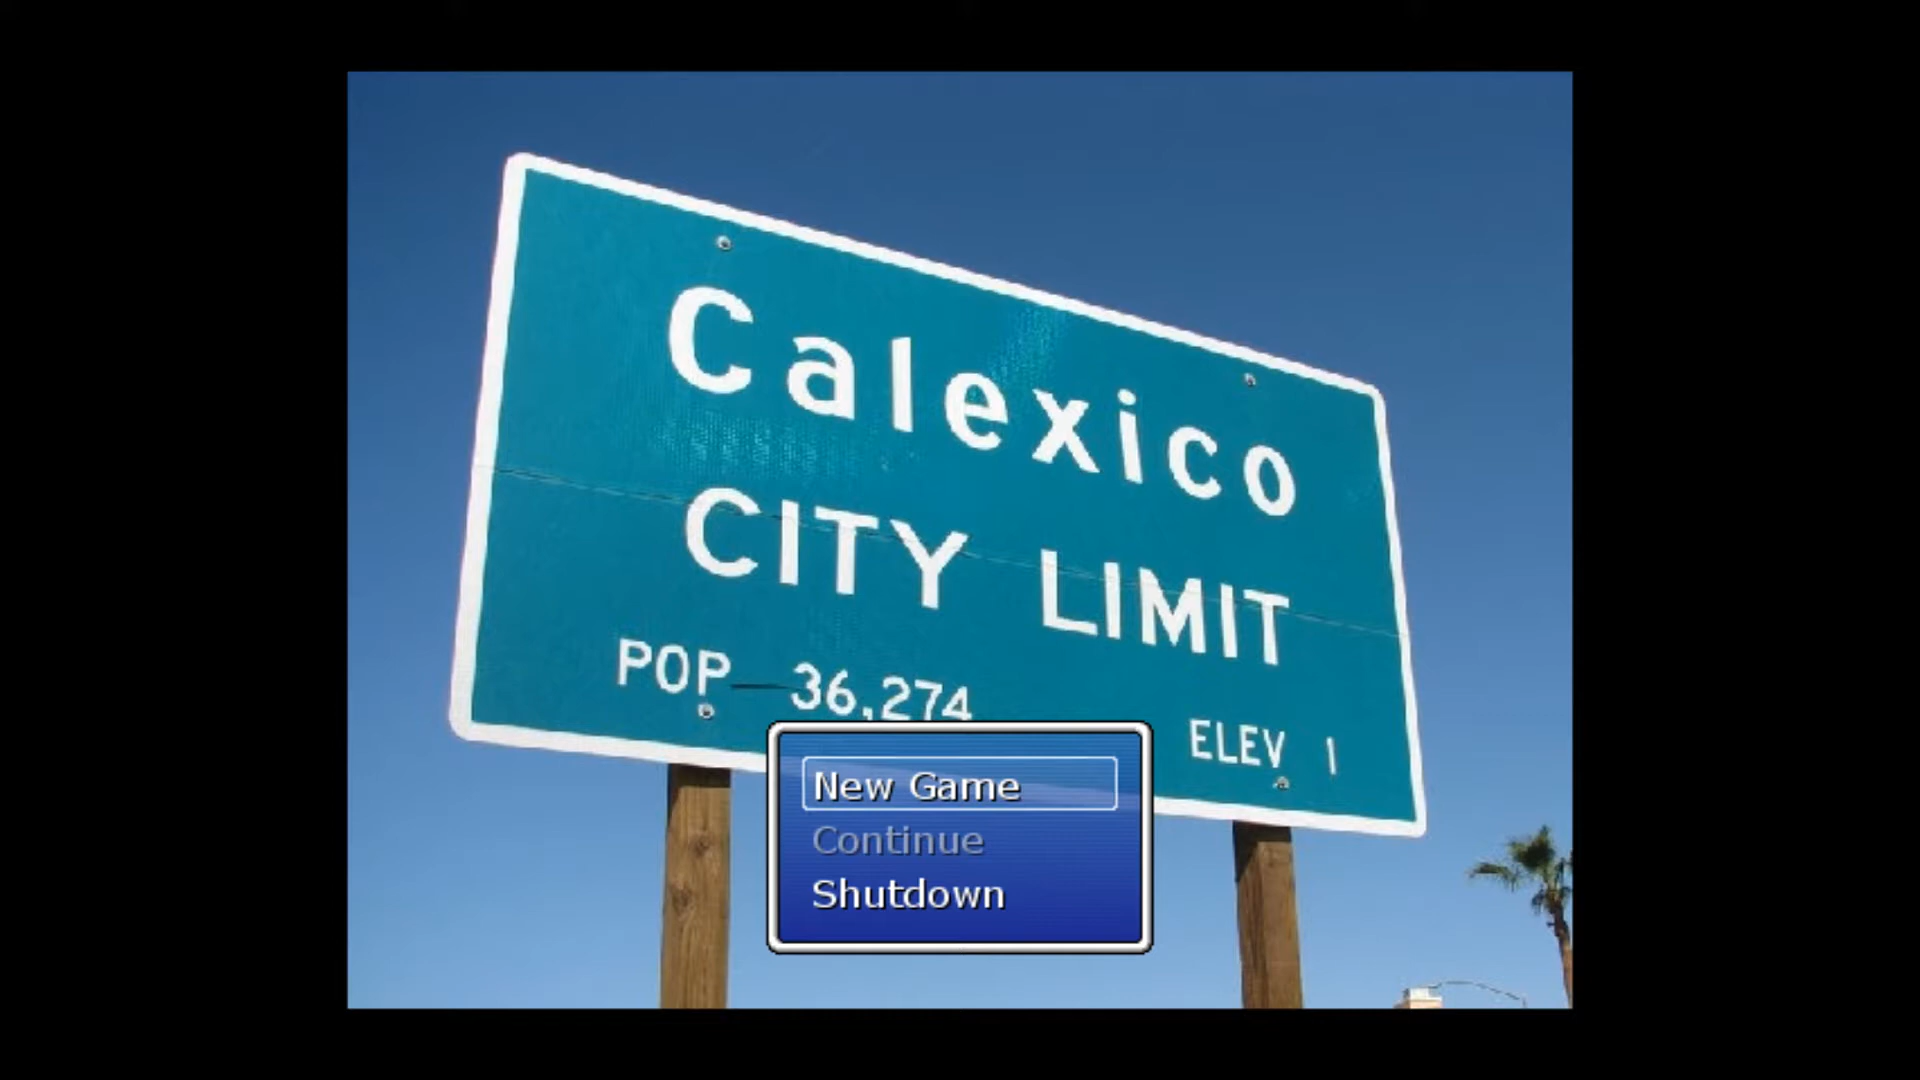 Calexico
CITY LIMIT
POP 36,274
ELEV 1
New Game
Continue
Shutdown